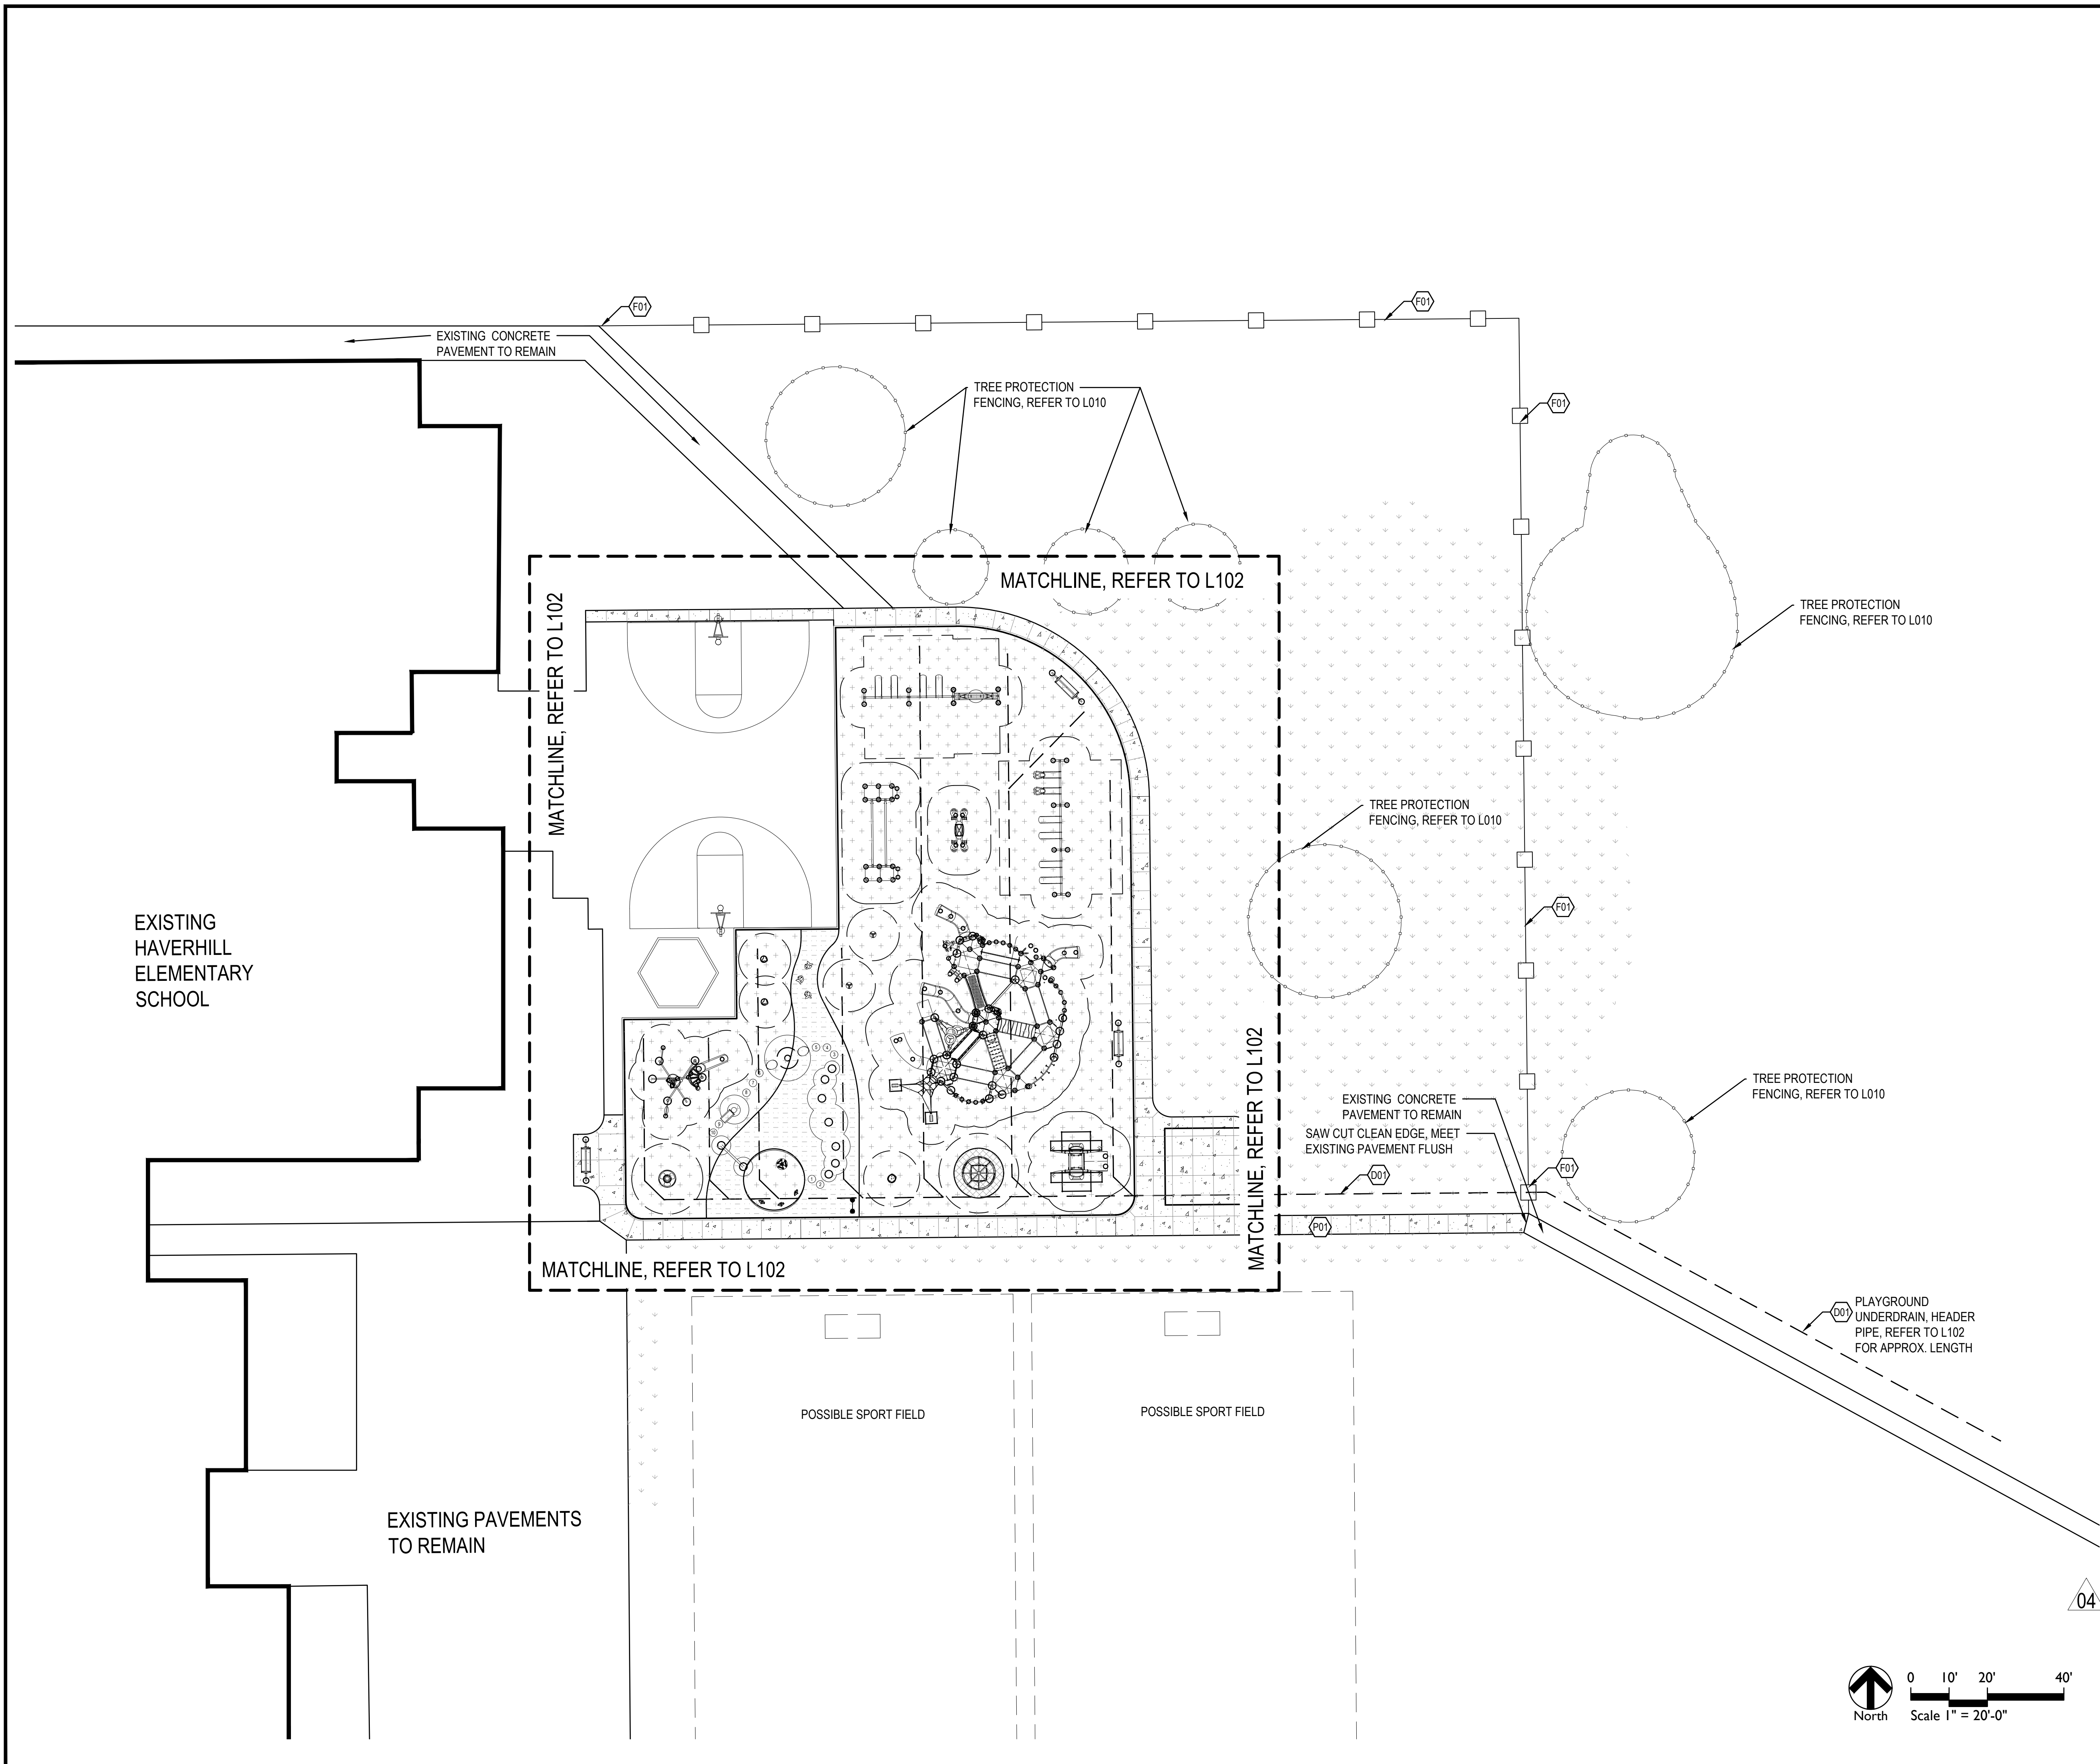 F01
F01
EXISTING CONCRETE
PAVEMENT TO REMAIN
TREE PROTECTION
FENCING, REFER TO L010
F01
MATCHLINE, REFER TO L102
MATCHLINE, REFER TO L102
TREE PROTECTION
FENCING, REFER TO L010
TREE PROTECTION
FENCING, REFER TO L010
EXISTING
HAVERHILL
ELEMENTARY
SCHOOL
F01
MATCHLINE, REFER TO L102
TREE PROTECTION
FENCING, REFER TO L010
EXISTING CONCRETE
PAVEMENT TO REMAIN
SAW CUT CLEAN EDGE, MEET
EXISTING PAVEMENT FLUSH
F01
D01
P01
MATCHLINE, REFER TO L102
D01
PLAYGROUND
UNDERDRAIN, HEADER
PIPE, REFER TO L102
FOR APPROX. LENGTH
POSSIBLE SPORT FIELD
POSSIBLE SPORT FIELD
EXISTING PAVEMENTS
TO REMAIN
04
0 10' 20' 40'
North
Scale 1" = 20'-0"